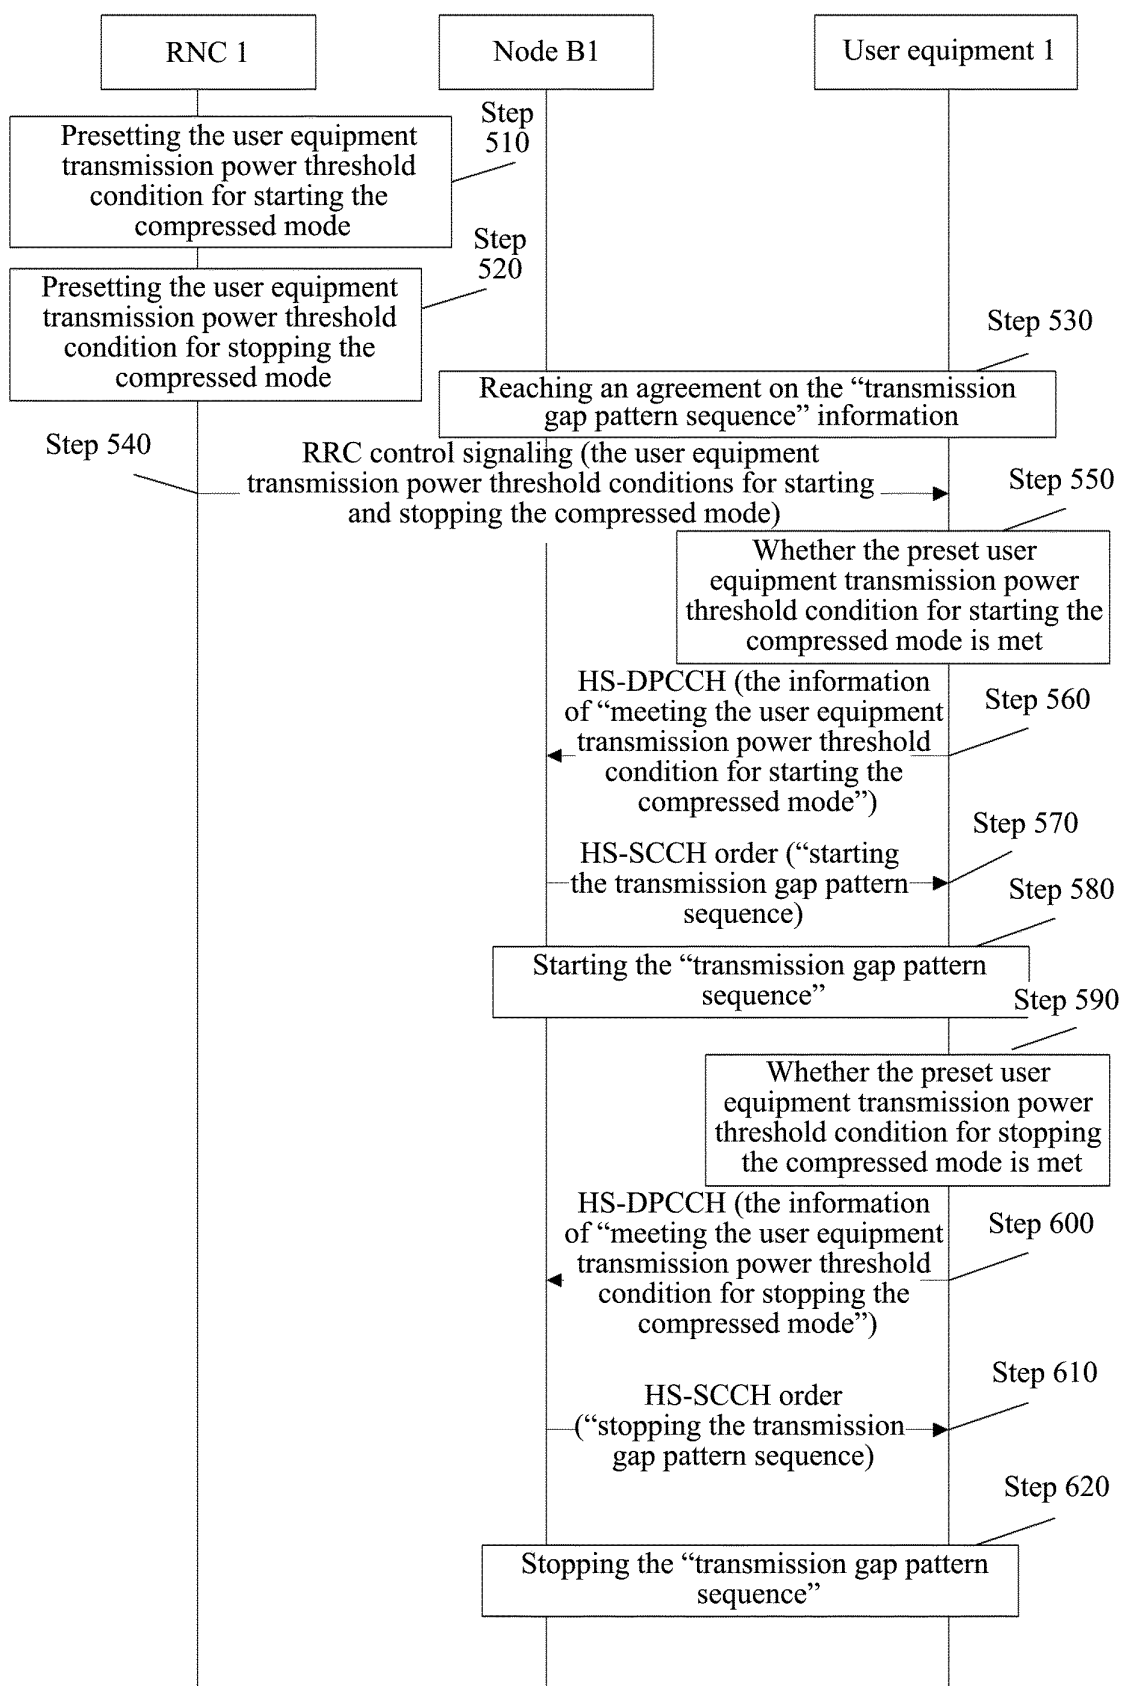 RNC 1
Node B1
User equipment 1
Step
510
Presetting the user equipment
transmission power threshold
condition for starting the
compressed mode
Step
520
Presetting the user equipment
transmission power threshold
condition for stopping the
compressed mode
Step 530
Reaching an agreement on the “transmission
gap pattern sequence” information
Step 540
RRC control signaling (the user equipment
transmission power threshold conditions for starting
and stopping the compressed mode)
Step 550
Whether the preset user
equipment transmission power
threshold condition for starting the
compressed mode is met
HS-DPCCH (the information
of “meeting the user equipment
transmission power threshold
condition for starting the
compressed mode”)
Step 560
Step 570
HS-SCCH order (“starting
the transmission gap pattern
sequence)
Step 580
Starting the “transmission gap pattern
sequence”
Step 590
Whether the preset user
equipment transmission power
threshold condition for stopping
the compressed mode is met
HS-DPCCH (the information
of “meeting the user equipment
transmission power threshold
condition for stopping the
compressed mode”)
Step 600
Step 610
HS-SCCH order
(“stopping the transmission
gap pattern sequence)
Step 620
Stopping the “transmission gap pattern
sequence”